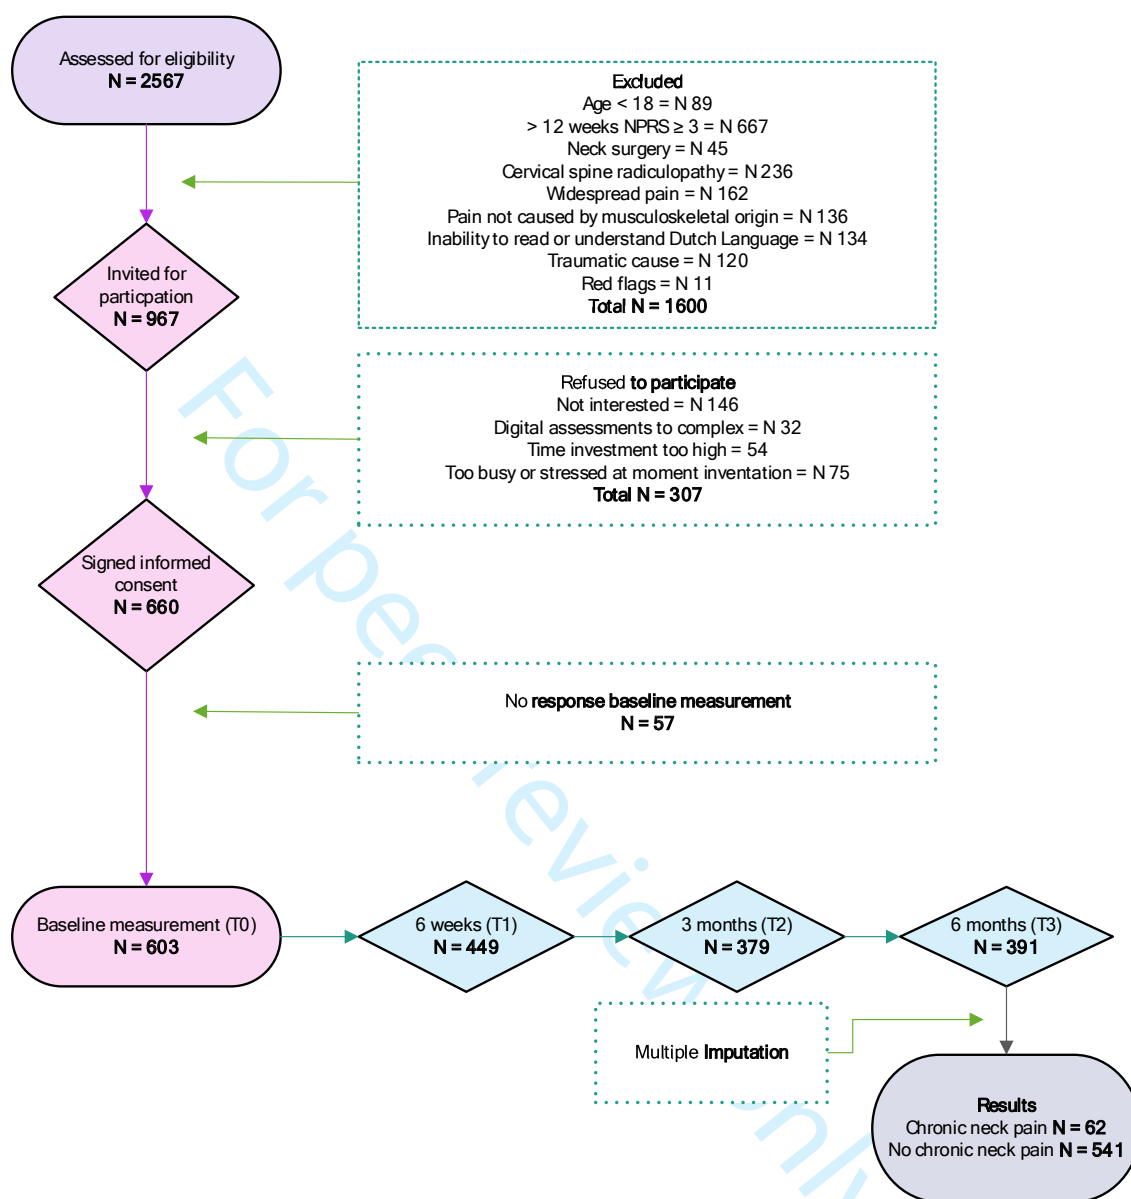 Assessed for eligibility
N = 2567
Excluded
Age < 18 = N 89
> 12 weeks NPRS ≥ 3 = N 667
Neck surgery = N 45
Cervical spine radiculopathy = N 236
Widespread pain = N 162
Pain not caused by musculoskeletal origin = N 136
Inability to read or understand Dutch Language = N 134
Traumatic cause = N 120
Red flags = N 11
Total N = 1600
Invited for
particpation
N = 967
Refused to participate
Not interested = N 146
Digital assessments to complex = N 32
Time investment too high = 54
Too busy or stressed at moment inventation = N 75
Total N = 307
Signed informed
consent
N = 660
No response baseline measurement
N = 57
Baseline measurement (T0)
N = 603
6 weeks (T1)
N = 449
3 months (T2)
N = 379
6 months (T3)
N = 391
Multiple Imputation
Results
Chronic neck pain N = 62
No chronic neck pain N = 541
For peer review only